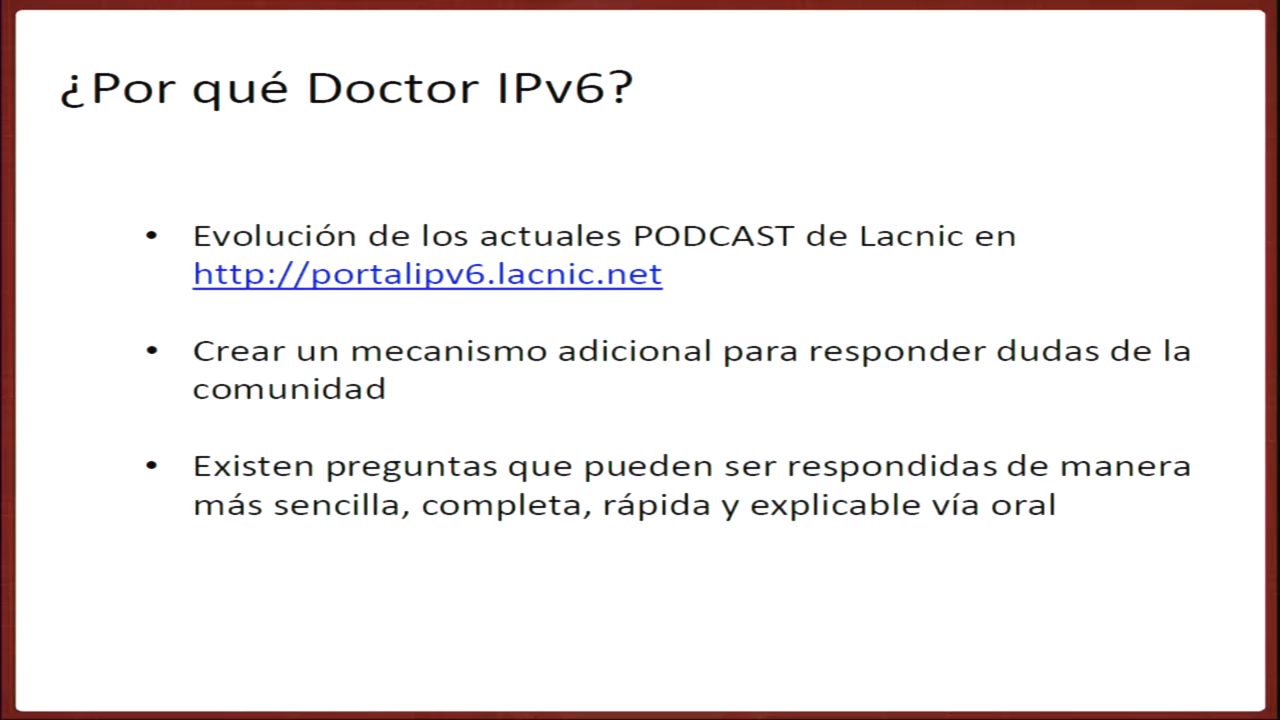 ¿Por qué Doctor IPv6?
• Evolución de los actuales PODCAST de Lacnic en
http://portalipv6.lacnic.net
• Crear un mecanismo adicional para responder dudas de la
comunidad
• Existen preguntas que pueden ser respondidas de manera
más sencilla, completa, rápida y explicable vía oral